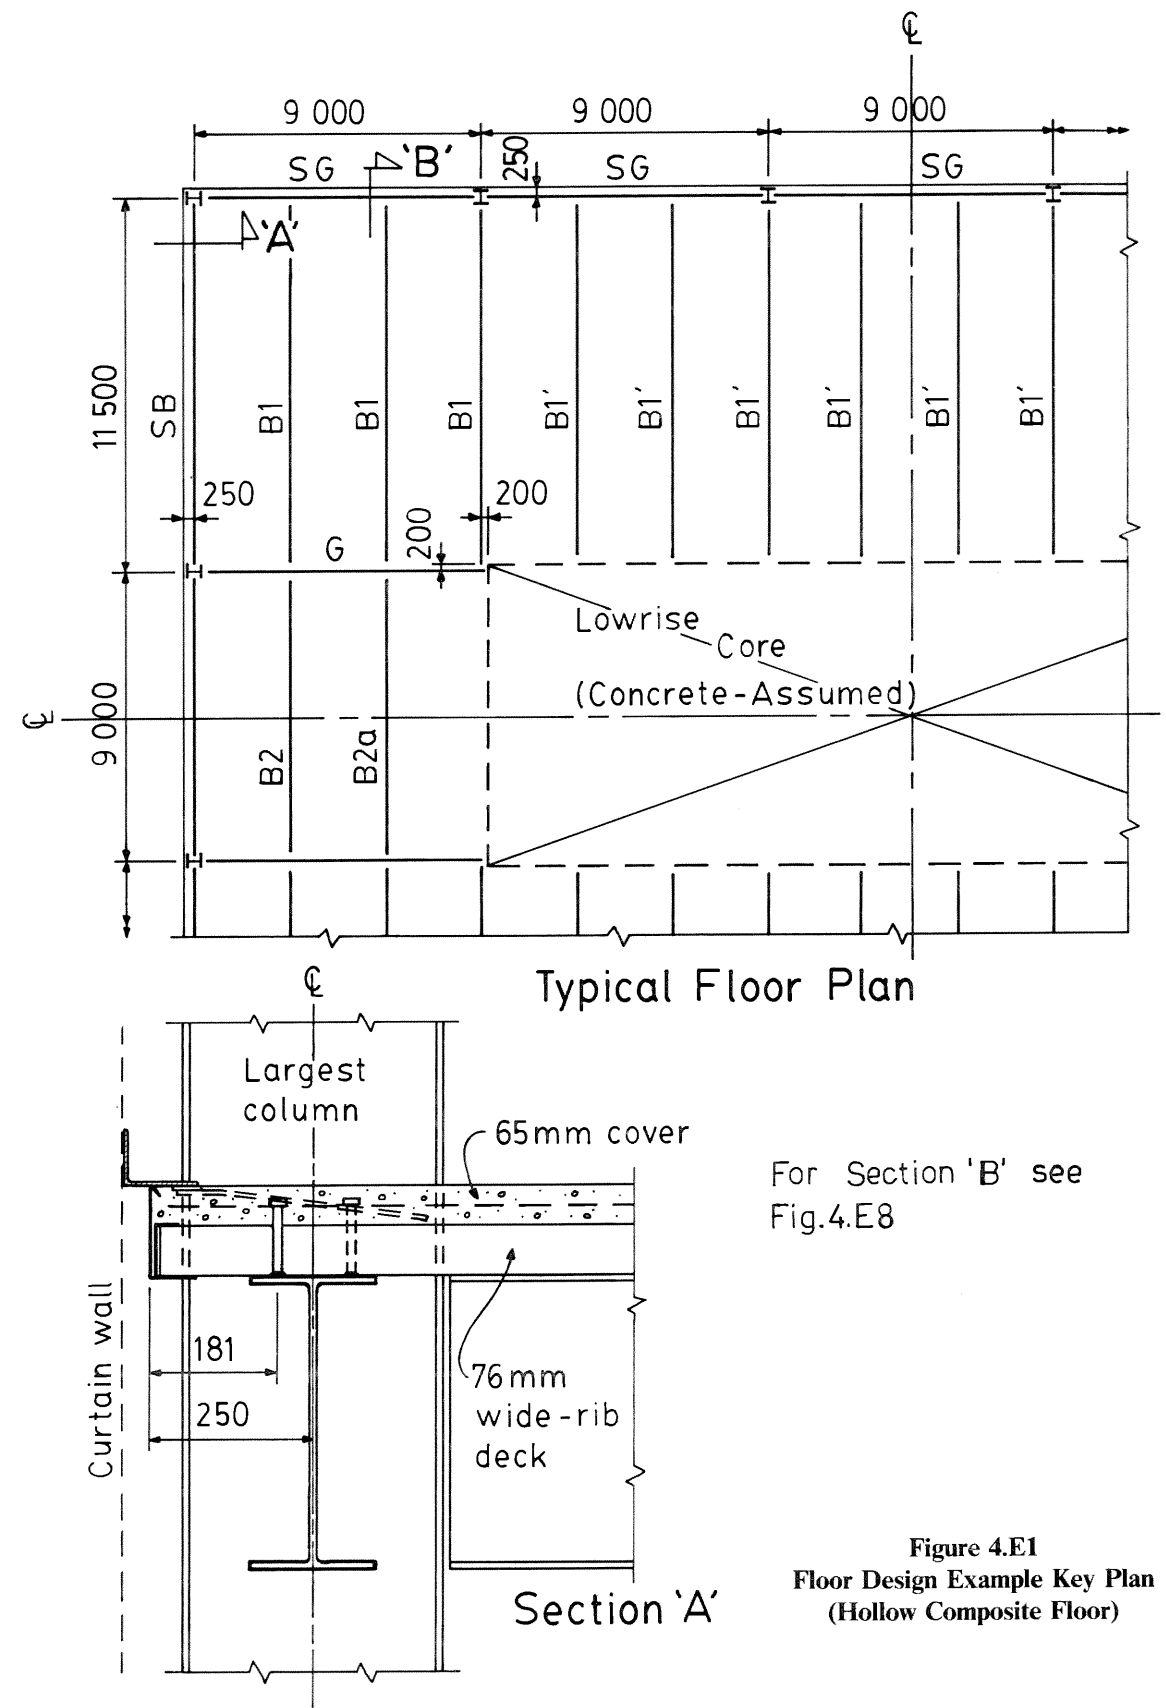 ℄
9 000
9 000
9 000
SG
'B'
250
SG
SG
'A'
11 500
SB
B1
B1
B1
B1′
B1′
B1′
B1′
B1′
B1′
250
G
200
200
Lowrise
Core
(Concrete-Assumed)
℄
9 000
B2
B2a
Typical Floor Plan
℄
Largest
column
65mm cover
For Section 'B' see
Fig.4.E8
Curtain wall
181
250
76mm
wide-rib
deck
Section 'A'
Figure 4.E1
Floor Design Example Key Plan
(Hollow Composite Floor)